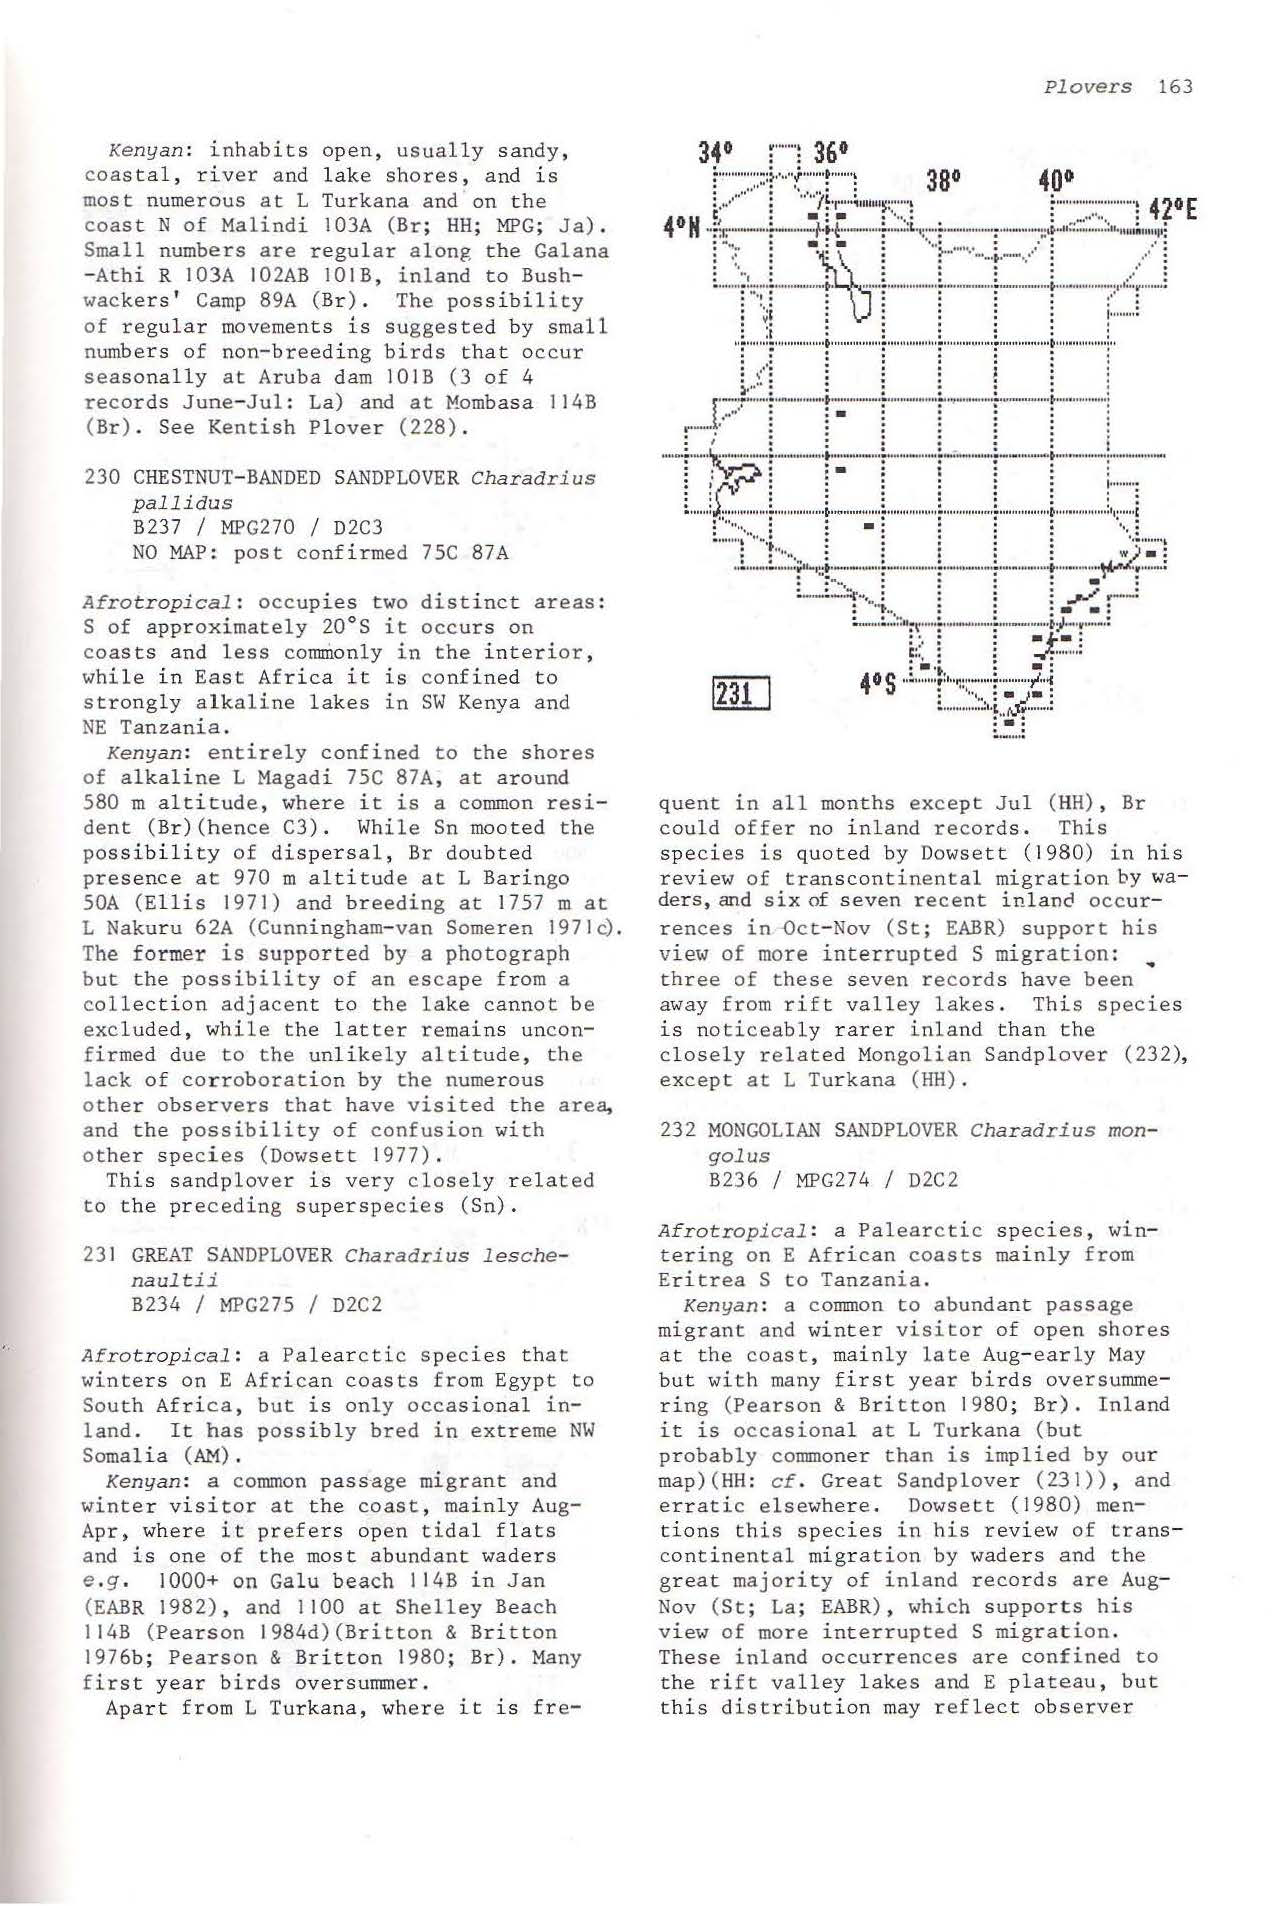 Plovers 163
Kenyan: inhabits open, usually sandy,
coastal, river and lake shores, and is
most numerous at L Turkana and on the
coast N of Malindi 103A (Br; HH; MPG; Ja).
Small numbers are regular along the Galana
-Athi R 103A 102AB 101B, inland to Bush-
wackers' Camp 89A (Br). The possibility
of regular movements is suggested by small
numbers of non-breeding birds that occur
seasonally at Aruba dam 101B (3 of 4
records June-Jul: La) and at Mombasa 114B
(Br). See Kentish Plover (228).
230 CHESTNUT-BANDED SANDPLOVER Charadrius
pallidus
B237 / MPG270 / D2C3
NO MAP: post confirmed 75C 87A
Afrotropical: occupies two distinct areas:
S of approximately 20°S it occurs on
coasts and less commonly in the interior,
while in East Africa it is confined to
strongly alkaline lakes in SW Kenya and
NE Tanzania.
Kenyan: entirely confined to the shores
of alkaline L Magadi 75C 87A, at around
580 m altitude, where it is a common resi-
dent (Br)(hence C3). While Sn mooted the
possibility of dispersal, Br doubted
presence at 970 m altitude at L Baringo
50A (Ellis 1971) and breeding at 1757 m at
L Nakuru 62A (Cunningham-van Someren 1971c).
The former is supported by a photograph
but the possibility of an escape from a
collection adjacent to the lake cannot be
excluded, while the latter remains uncon-
firmed due to the unlikely altitude, the
lack of corroboration by the numerous
other observers that have visited the area,
and the possibility of confusion with
other species (Dowsett 1977).
This sandplover is very closely related
to the preceding superspecies (Sn).
231 GREAT SANDPLOVER Charadrius lesche-
naultii
B234 / MPG275 / D2C2
Afrotropical: a Palearctic species that
winters on E African coasts from Egypt to
South Africa, but is only occasional in-
land. It has possibly bred in extreme NW
Somalia (AM).
Kenyan: a common passage migrant and
winter visitor at the coast, mainly Aug-
Apr, where it prefers open tidal flats
and is one of the most abundant waders
e.g. 1000+ on Galu beach 114B in Jan
(EABR 1982), and 1100 at Shelley Beach
114B (Pearson 1984d)(Britton & Britton
1976b; Pearson & Britton 1980; Br). Many
first year birds oversummer.
Apart from L Turkana, where it is fre-
34° 36°
38° 40°
42°E
4°N
w
4°S
231
quent in all months except Jul (HH), Br
could offer no inland records. This
species is quoted by Dowsett (1980) in his
review of transcontinental migration by wa-
ders, and six of seven recent inland occur-
rences in Oct-Nov (St; EABR) support his
view of more interrupted S migration:
three of these seven records have been
away from rift valley lakes. This species
is noticeably rarer inland than the
closely related Mongolian Sandplover (232),
except at L Turkana (HH).
232 MONGOLIAN SANDPLOVER Charadrius mon-
golus
B236 / MPG274 / D2C2
Afrotropical: a Palearctic species, win-
tering on E African coasts mainly from
Eritrea S to Tanzania.
Kenyan: a common to abundant passage
migrant and winter visitor of open shores
at the coast, mainly late Aug-early May
but with many first year birds oversumme-
ring (Pearson & Britton 1980; Br). Inland
it is occasional at L Turkana (but
probably commoner than is implied by our
map)(HH: cf. Great Sandplover (231)), and
erratic elsewhere. Dowsett (1980) men-
tions this species in his review of trans-
continental migration by waders and the
great majority of inland records are Aug-
Nov (St; La; EABR), which supports his
view of more interrupted S migration.
These inland occurrences are confined to
the rift valley lakes and E plateau, but
this distribution may reflect observer